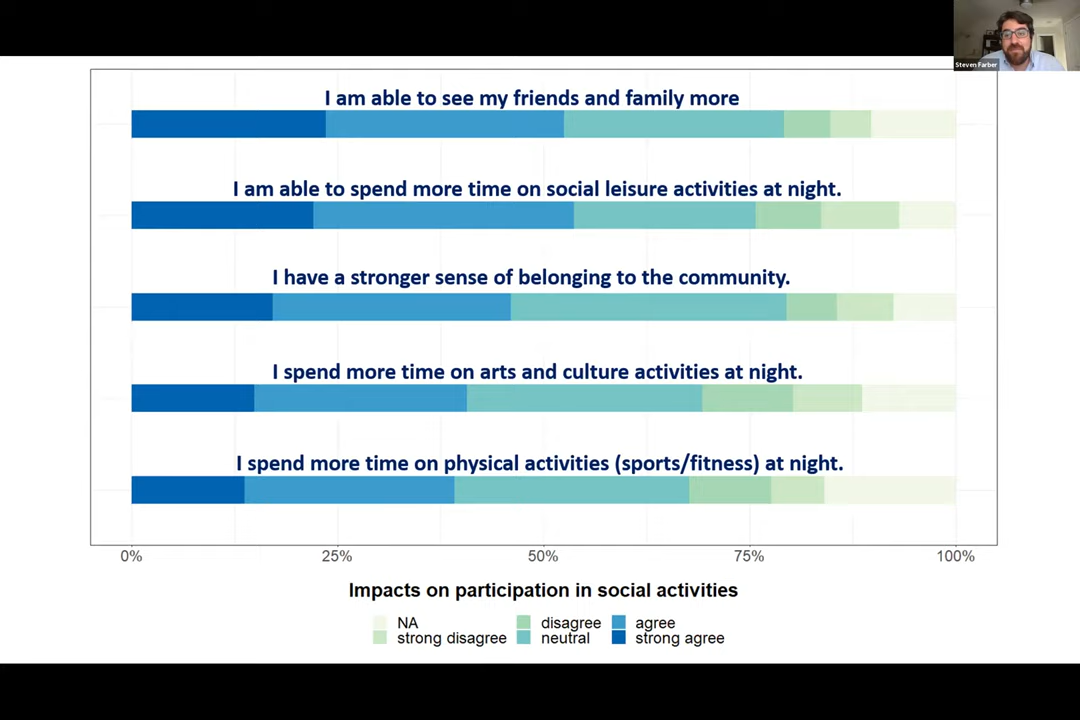 Steven Farber
I am able to see my friends and family more
I am able to spend more time on social leisure activities at night.
I have a stronger sense of belonging to the community.
I spend more time on arts and culture activities at night.
I spend more time on physical activities (sports/fitness) at night.
0% 25% 50% 75% 100%
Impacts on participation in social activities
NA disagree agree
strong disagree neutral strong agree